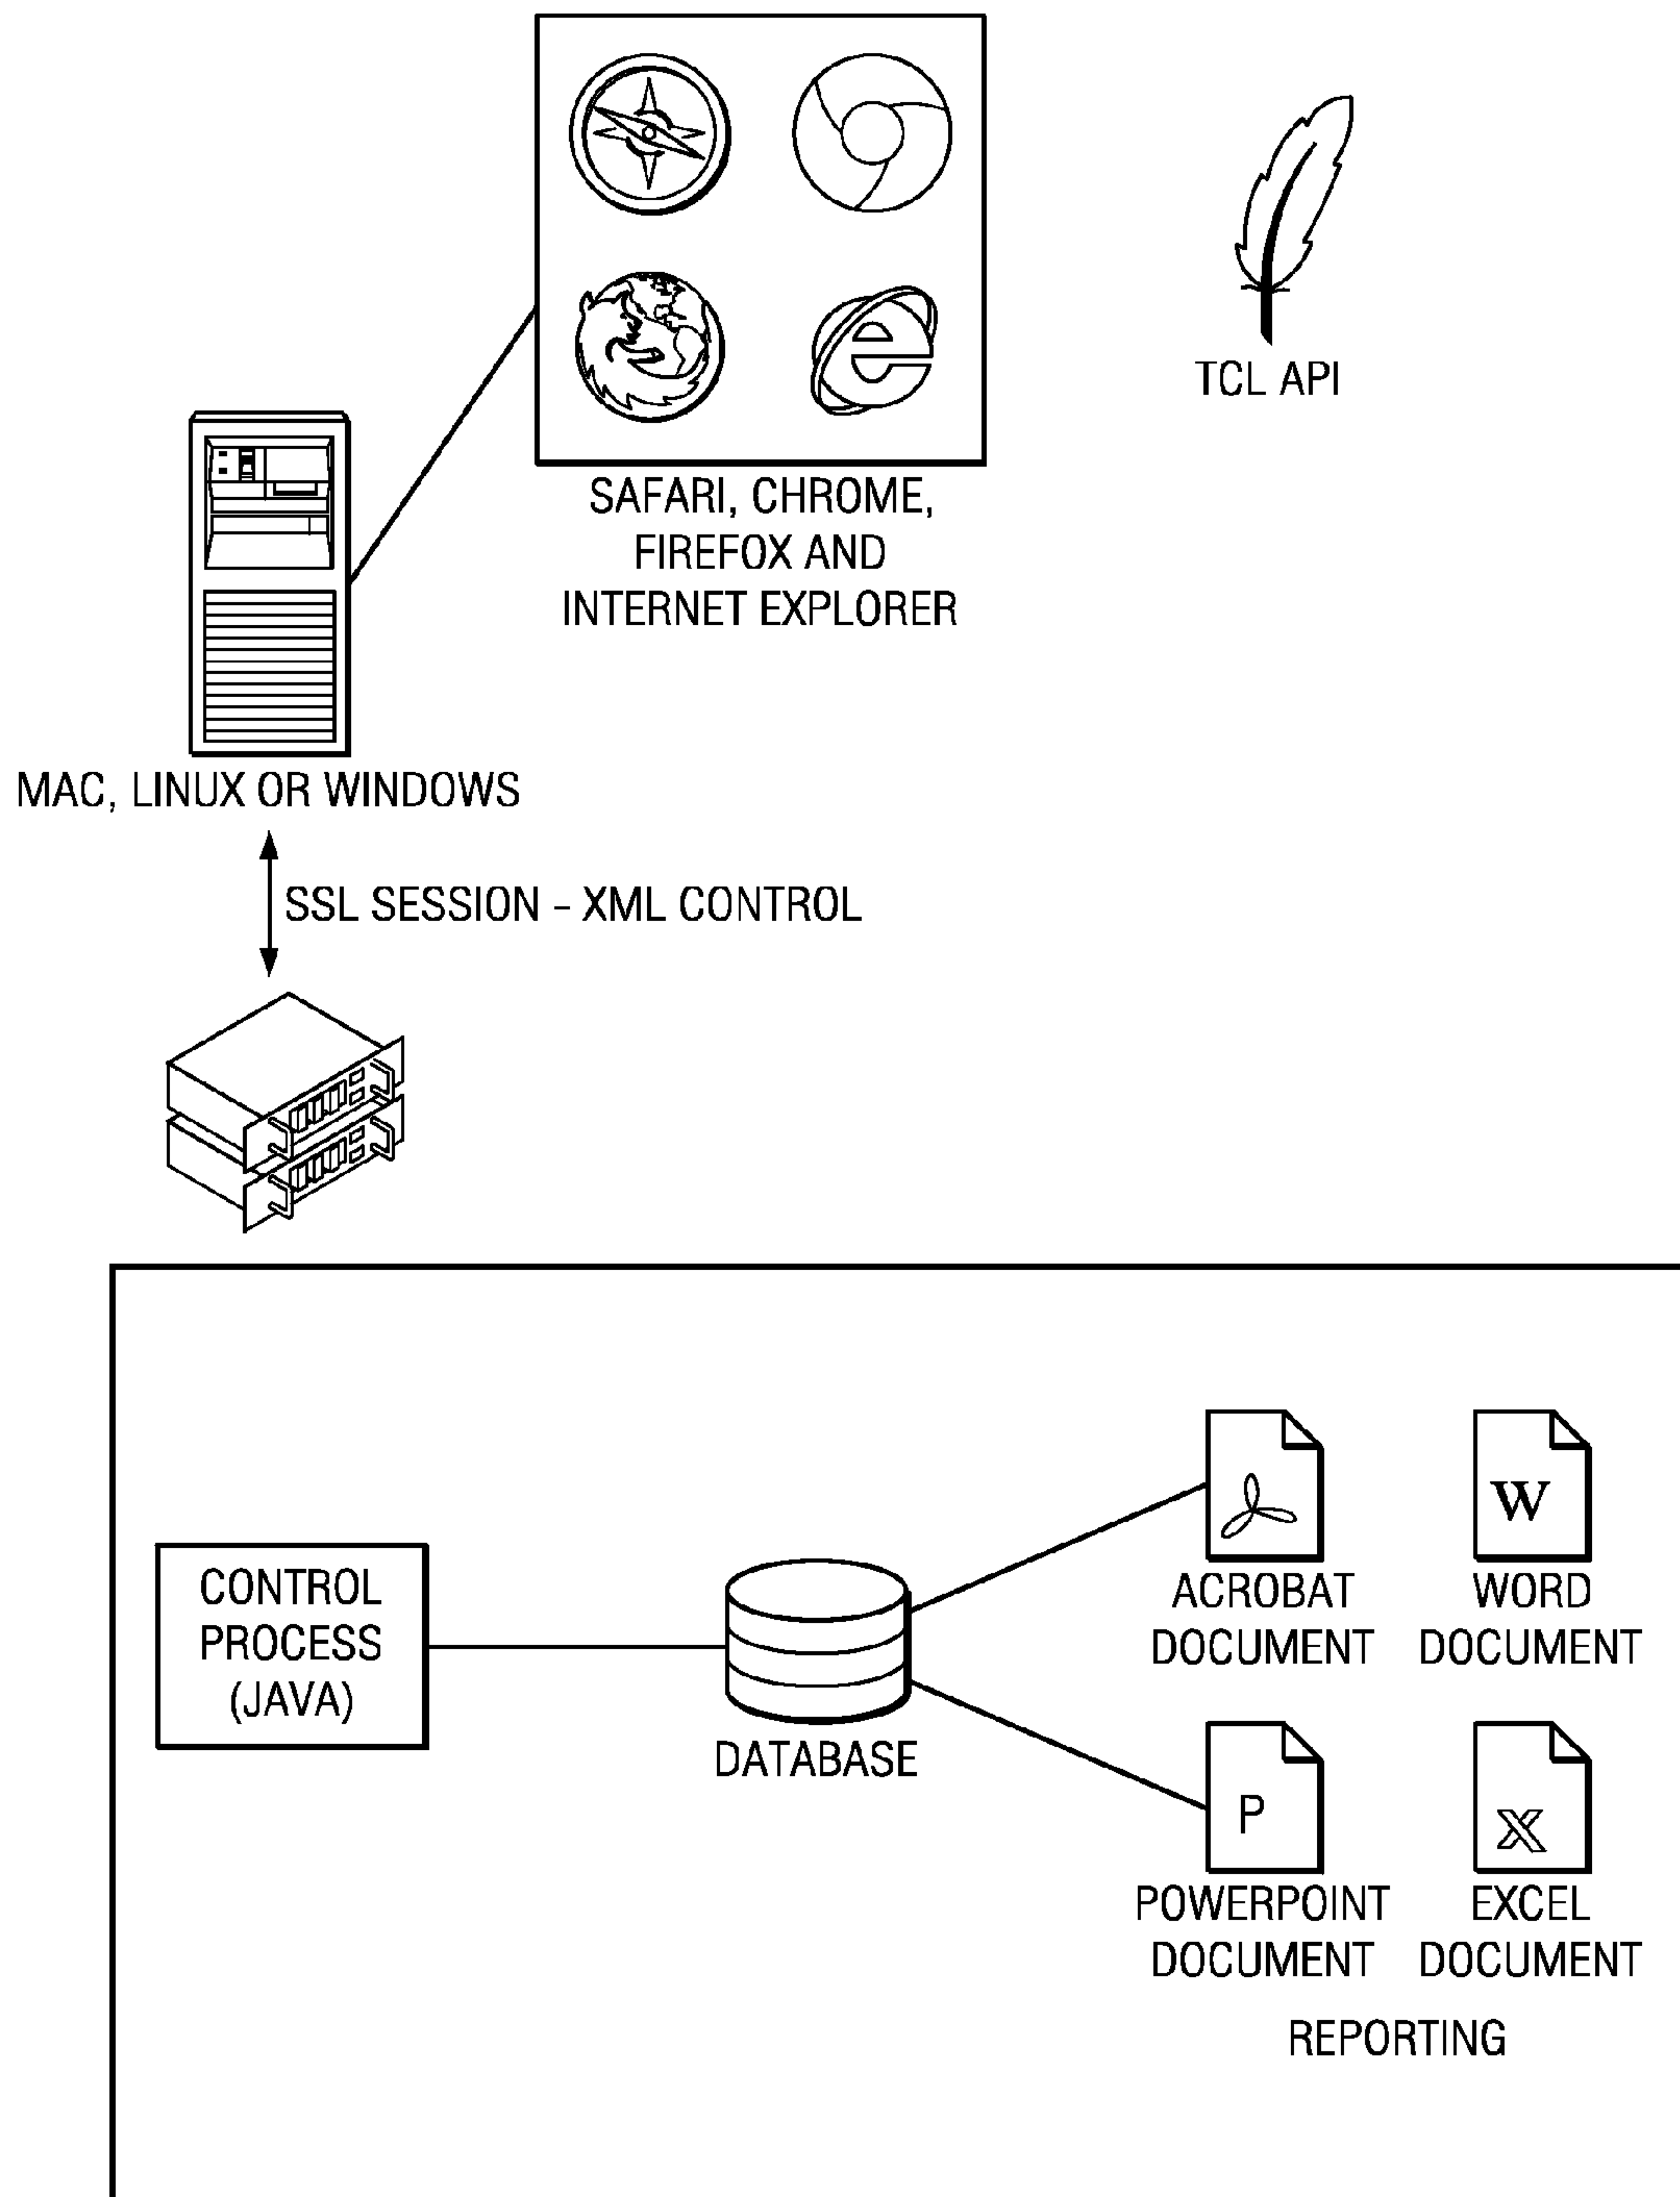 TCL API
SAFARI, CHROME,
FIREFOX AND
INTERNET EXPLORER
MAC, LINUX OR WINDOWS
SSL SESSION – XML CONTROL
CONTROL
PROCESS
(JAVA)
DATABASE
ACROBAT
DOCUMENT
W
WORD
DOCUMENT
P
POWERPOINT
DOCUMENT
X
EXCEL
DOCUMENT
REPORTING